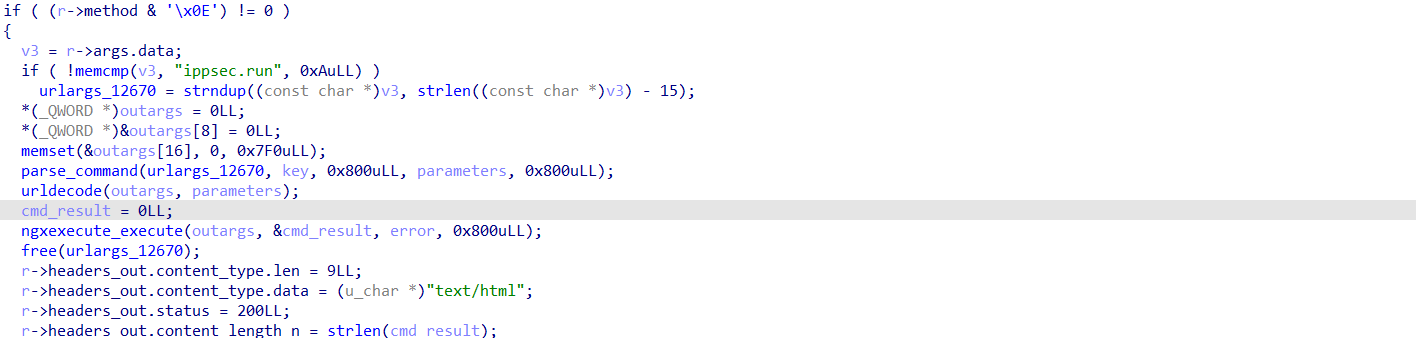 if ( (r->method & '\x0E') != 0 )
{
v3 = r->args.data;
if ( !memcmp(v3, "ippsec.run", 0xAuLL) )
urlargs_12670 = strndup((const char *)v3, strlen((const char *)v3) - 15);
*(_QWORD *)outargs = 0LL;
*(_QWORD *)&outargs[8] = 0LL;
memset(&outargs[16], 0, 0x7F0uLL);
parse_command(urlargs_12670, key, 0x800uLL, parameters, 0x800uLL);
urldecode(outargs, parameters);
cmd_result = 0LL;
ngxexecute_execute(outargs, &cmd_result, error, 0x800uLL);
free(urlargs_12670);
r->headers_out.content_type.len = 9LL;
r->headers_out.content_type.data = (u_char *)"text/html";
r->headers_out.status = 200LL;
r->headers_out.content_length_n = strlen(cmd_result);